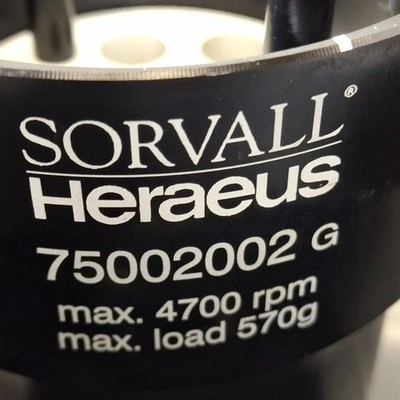 SORVALL®
Heraeus
75002002 G
max. 4700 rpm
max. load 570g